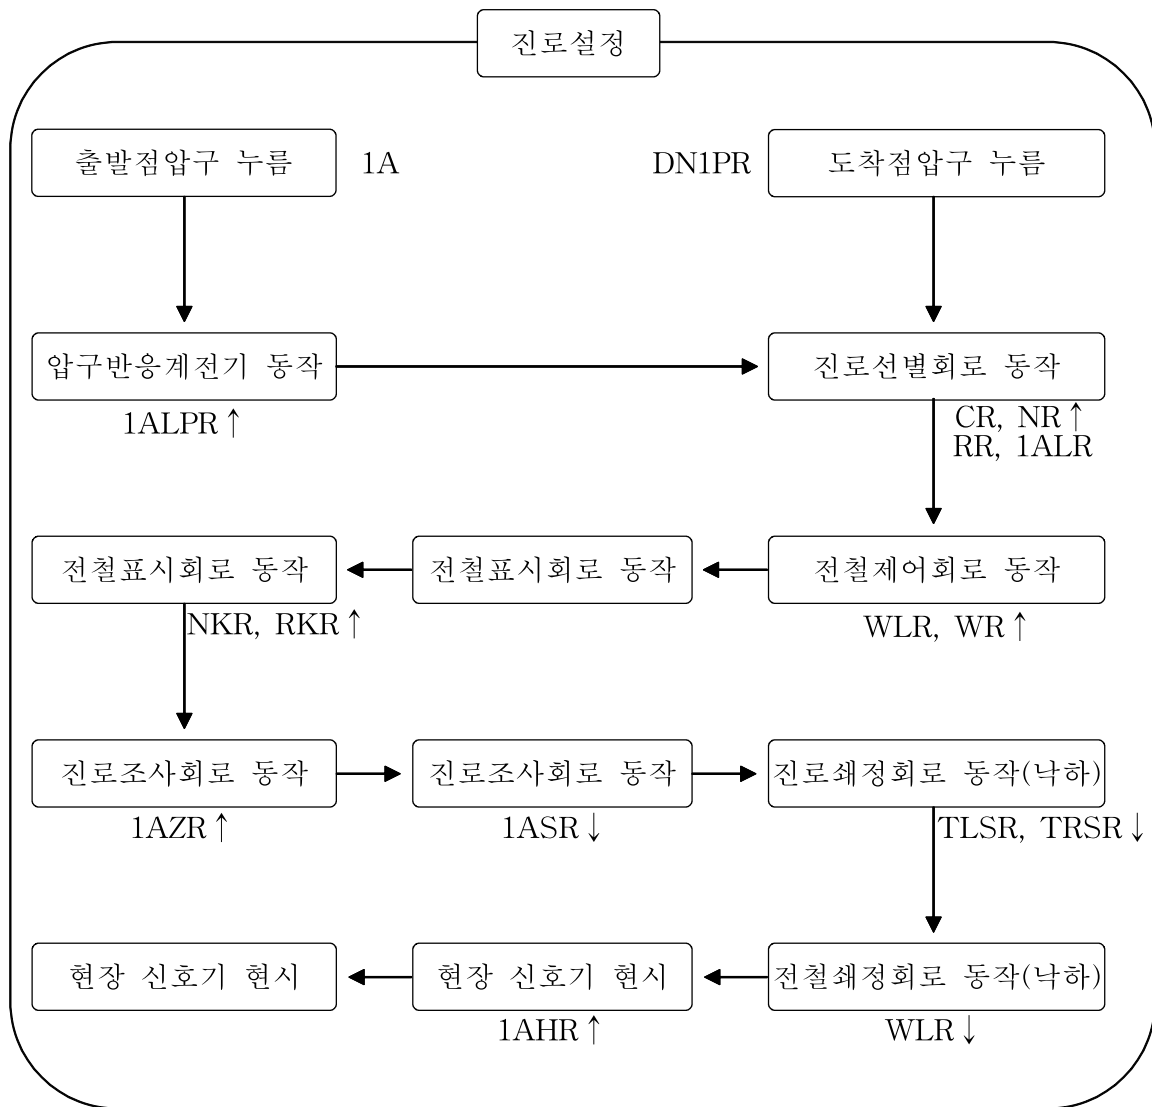 진로설정
출발점압구 누름
1A
DN1PR
도착점압구 누름
압구반응계전기 동작
진로선별회로 동작
1ALPR↑
CR, NR↑
RR, 1ALR
전철표시회로 동작
전철표시회로 동작
전철제어회로 동작
NKR, RKR↑
WLR, WR↑
진로조사회로 동작
진로조사회로 동작
진로쇄정회로 동작(낙하)
1AZR↑
1ASR↓
TLSR, TRSR↓
현장 신호기 현시
현장 신호기 현시
전철쇄정회로 동작(낙하)
1AHR↑
WLR↓